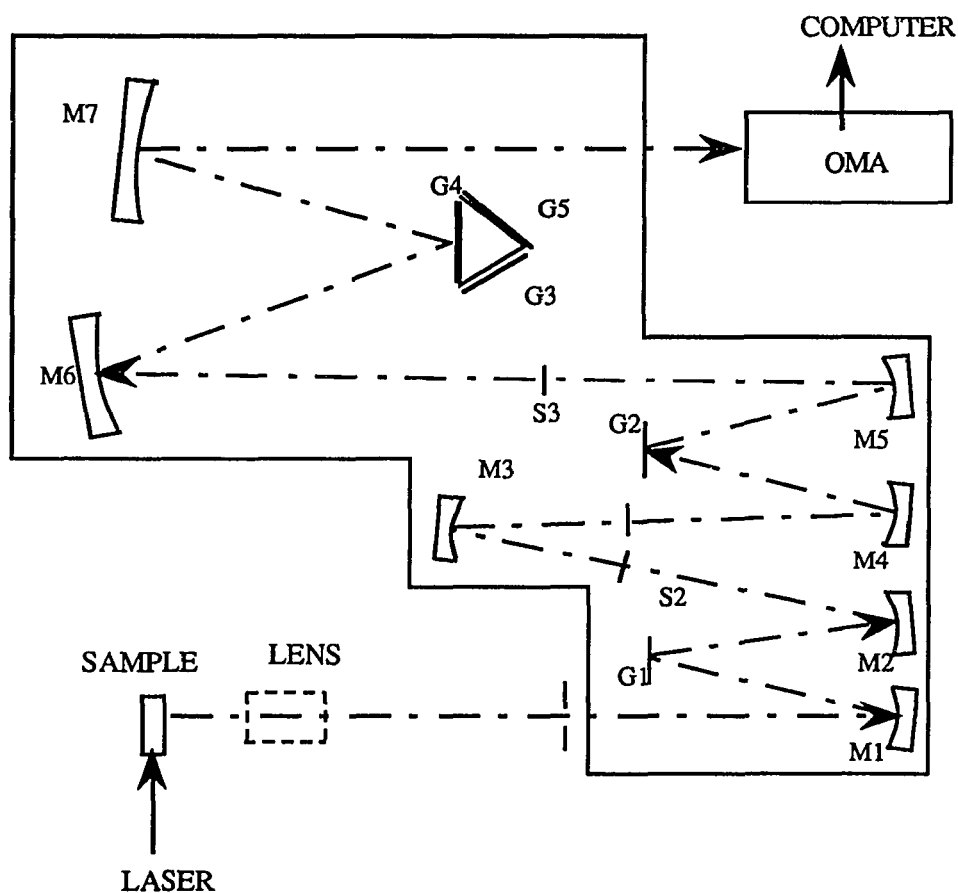 COMPUTER
M7
OMA
G4
G5
G3
M6
S3
G2
M5
M3
M4
S2
SAMPLE
LENS
G1
M2
M1
LASER